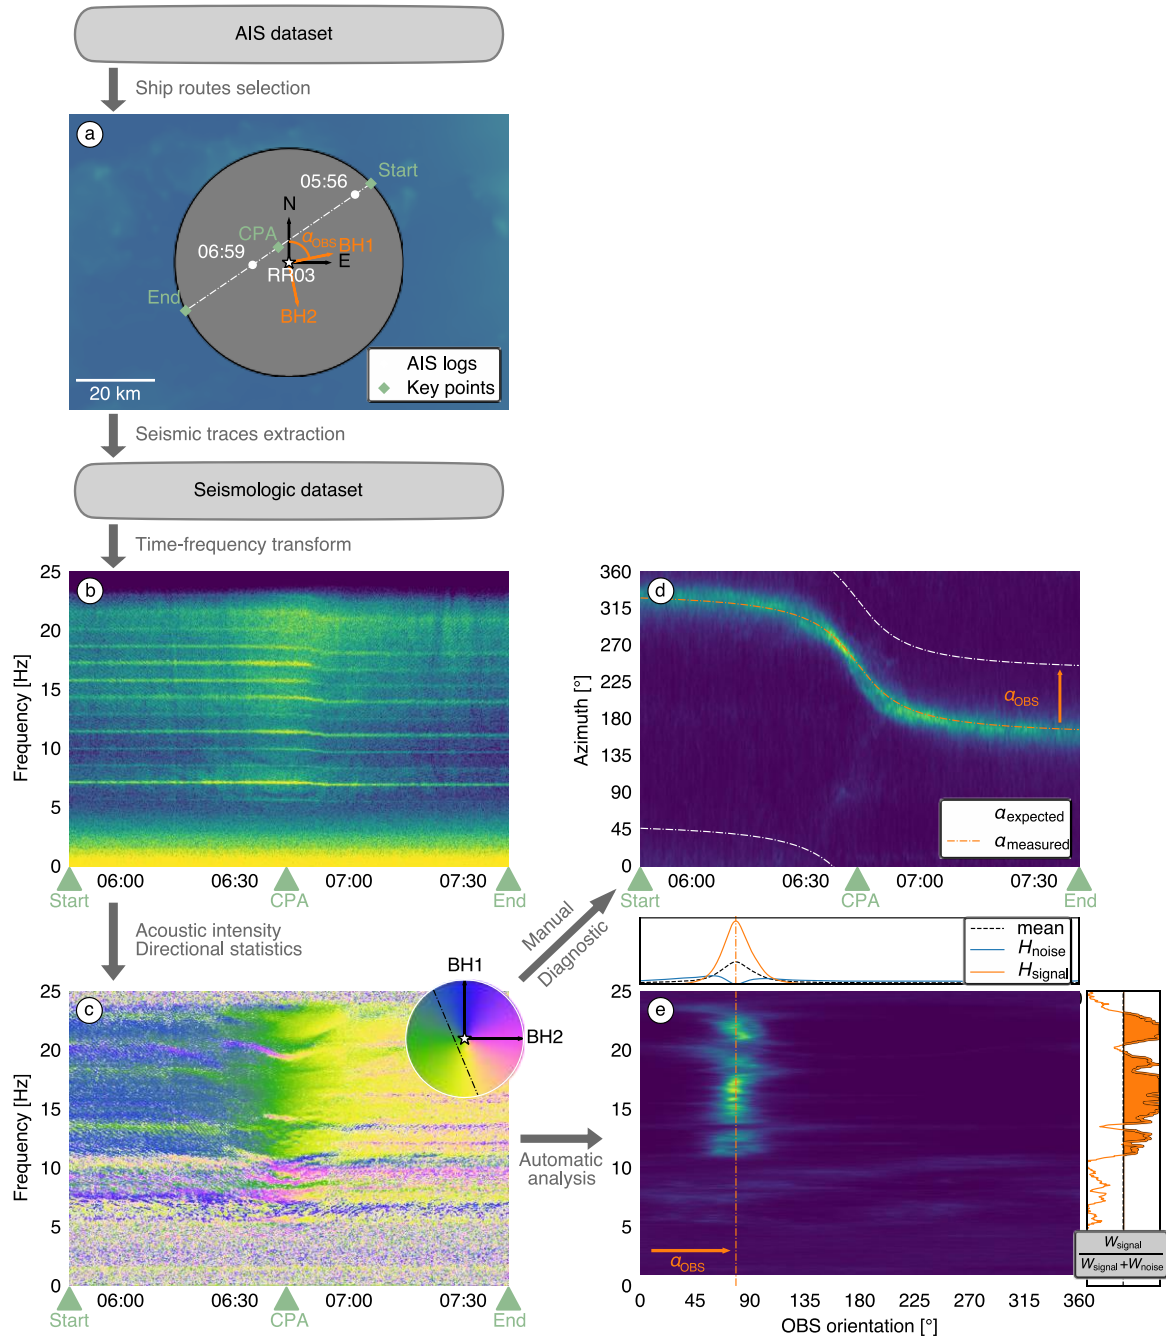 AIS dataset
Ship routes selection
a
Start
05:56
N
CPA
αOBS
BH1
06:59
E
RR03
End
BH2
AIS logs
Key points
20 km
Seismic traces extraction
Seismologic dataset
Time-frequency transform
b
Frequency [Hz]
25
20
15
10
5
0
06:00
06:30
07:00
07:30
Start
CPA
End
d
Azimuth [°]
360
315
270
225
180
135
90
45
0
αOBS
αexpected
αmeasured
06:00
06:30
07:00
07:30
Start
CPA
End
Acoustic intensity
Directional statistics
Manual
Diagnostic
mean
Hnoise
Hsignal
BH1
BH2
c
Frequency [Hz]
25
20
15
10
5
0
06:00
06:30
07:00
07:30
Start
CPA
End
Automatic
analysis
e
25
20
15
10
5
0
αOBS
0
45
90
135
180
225
270
315
360
OBS orientation [°]
Wsignal
Wsignal+Wnoise